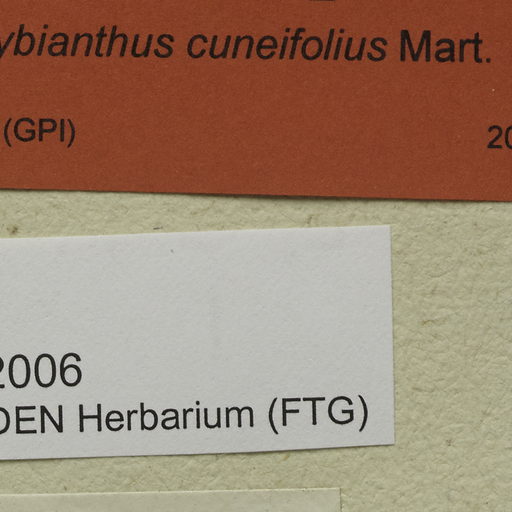 ybianthus cuneifolius Mart.
(GPI) 20
2006
DEN Herbarium (FTG)